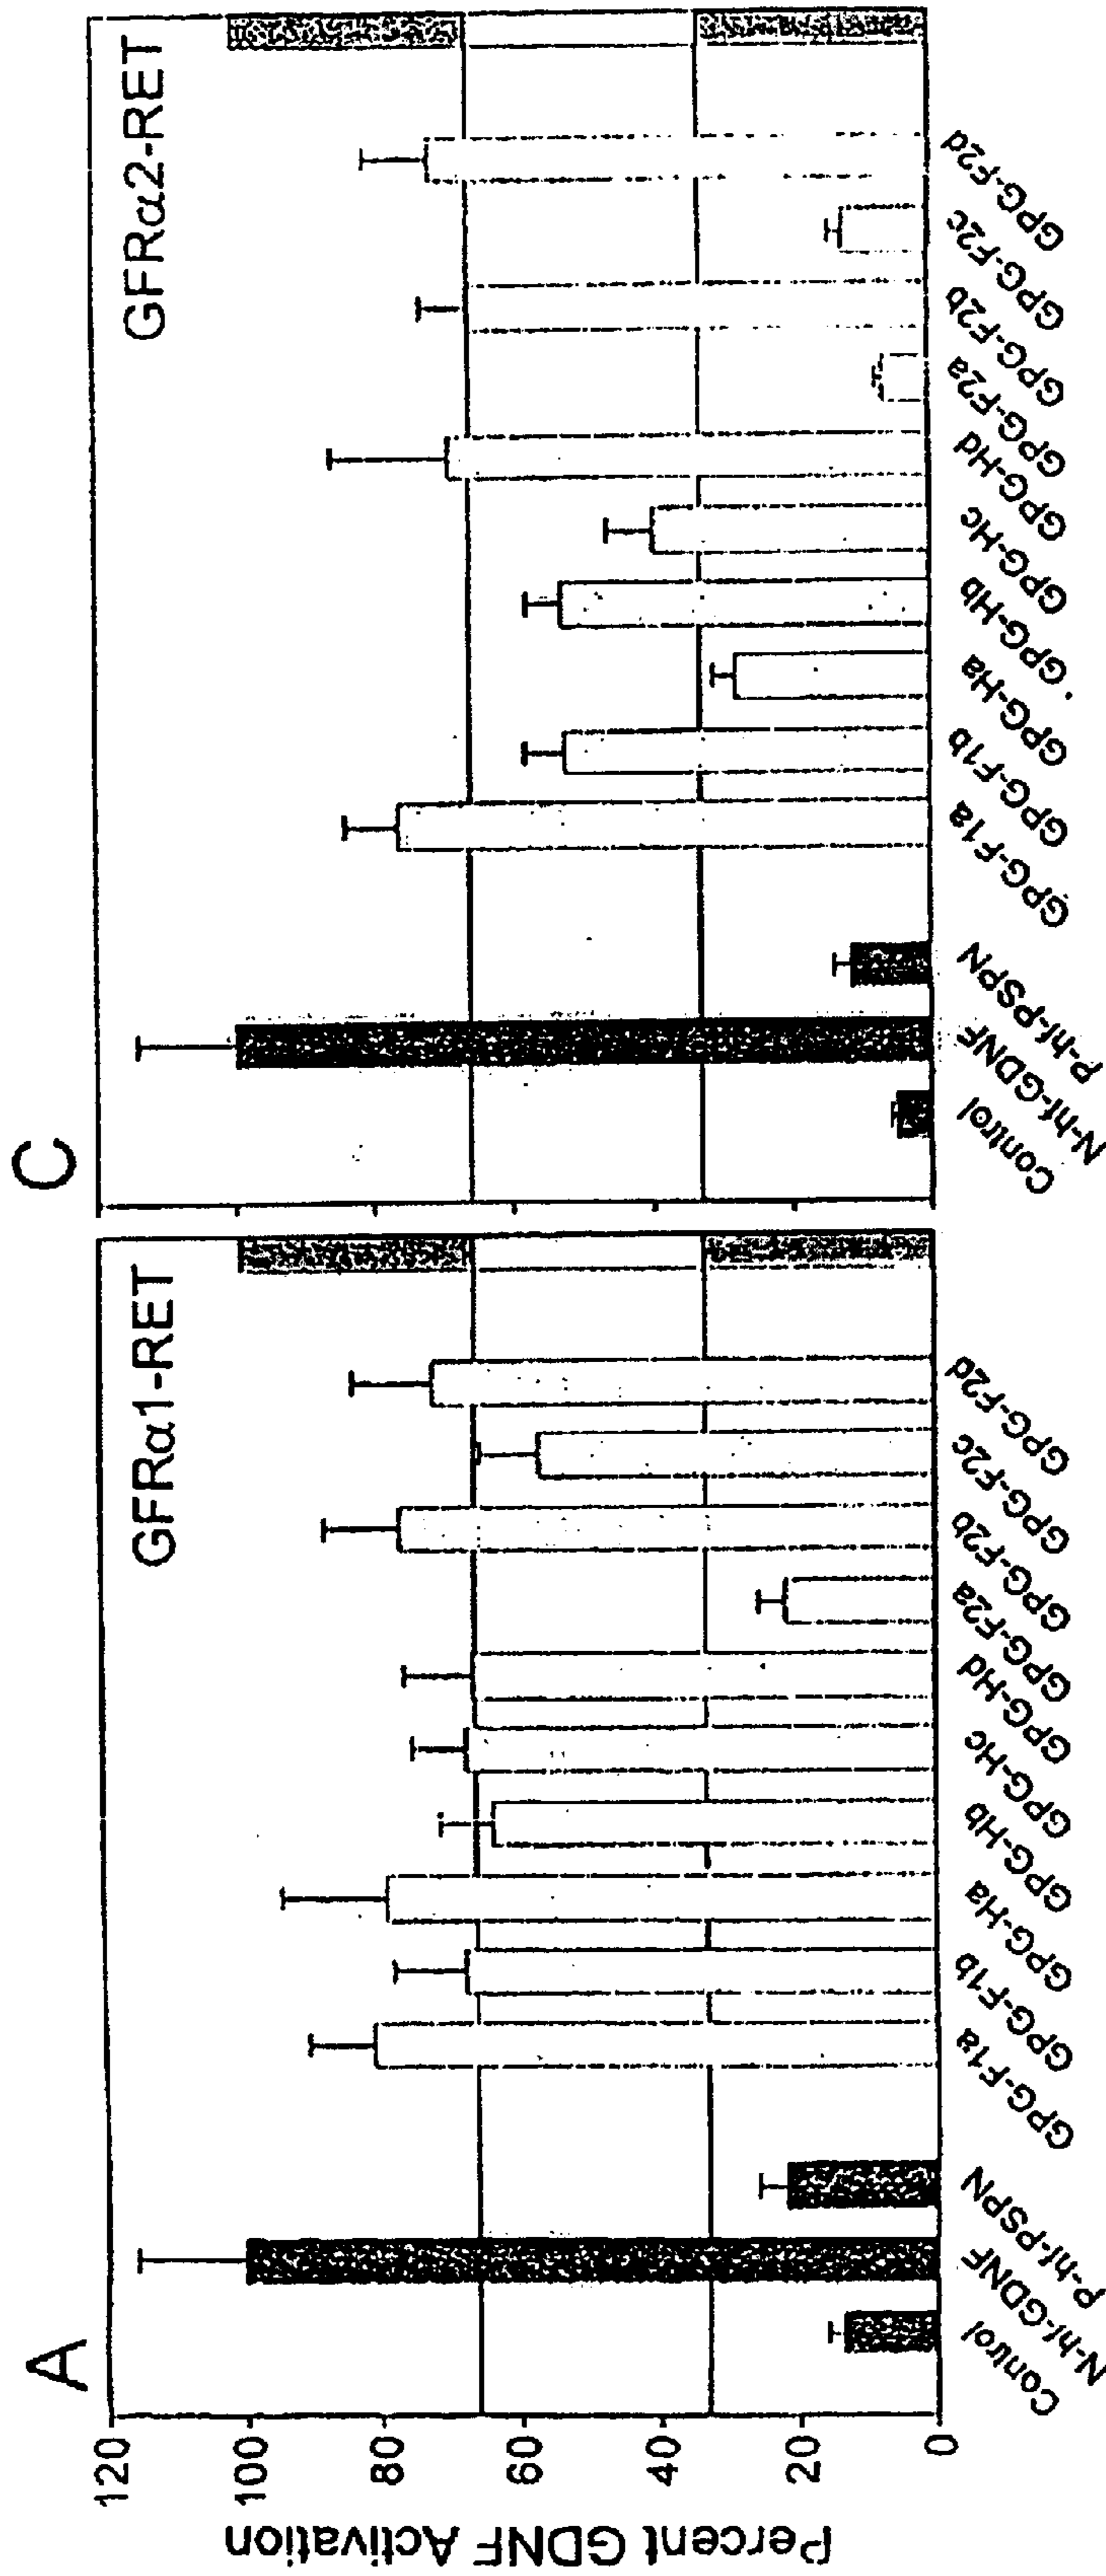 A
GFRα1-RET
Percent GDNF Activation
120
100
80
60
40
20
0
Control
N-hf-GDNF
P-hf-PSPN
GPG-F1a
GPG-F1b
GPG-Ha
GPG-Hb
GPG-Hc
GPG-Hd
GPG-F2a
GPG-F2b
GPG-F2c
GPG-F2d
C
GFRα2-RET
Control
N-hf-GDNF
P-hf-PSPN
GPG-F1a
GPG-F1b
GPG-Ha
GPG-Hb
GPG-Hc
GPG-Hd
GPG-F2a
GPG-F2b
GPG-F2c
GPG-F2d